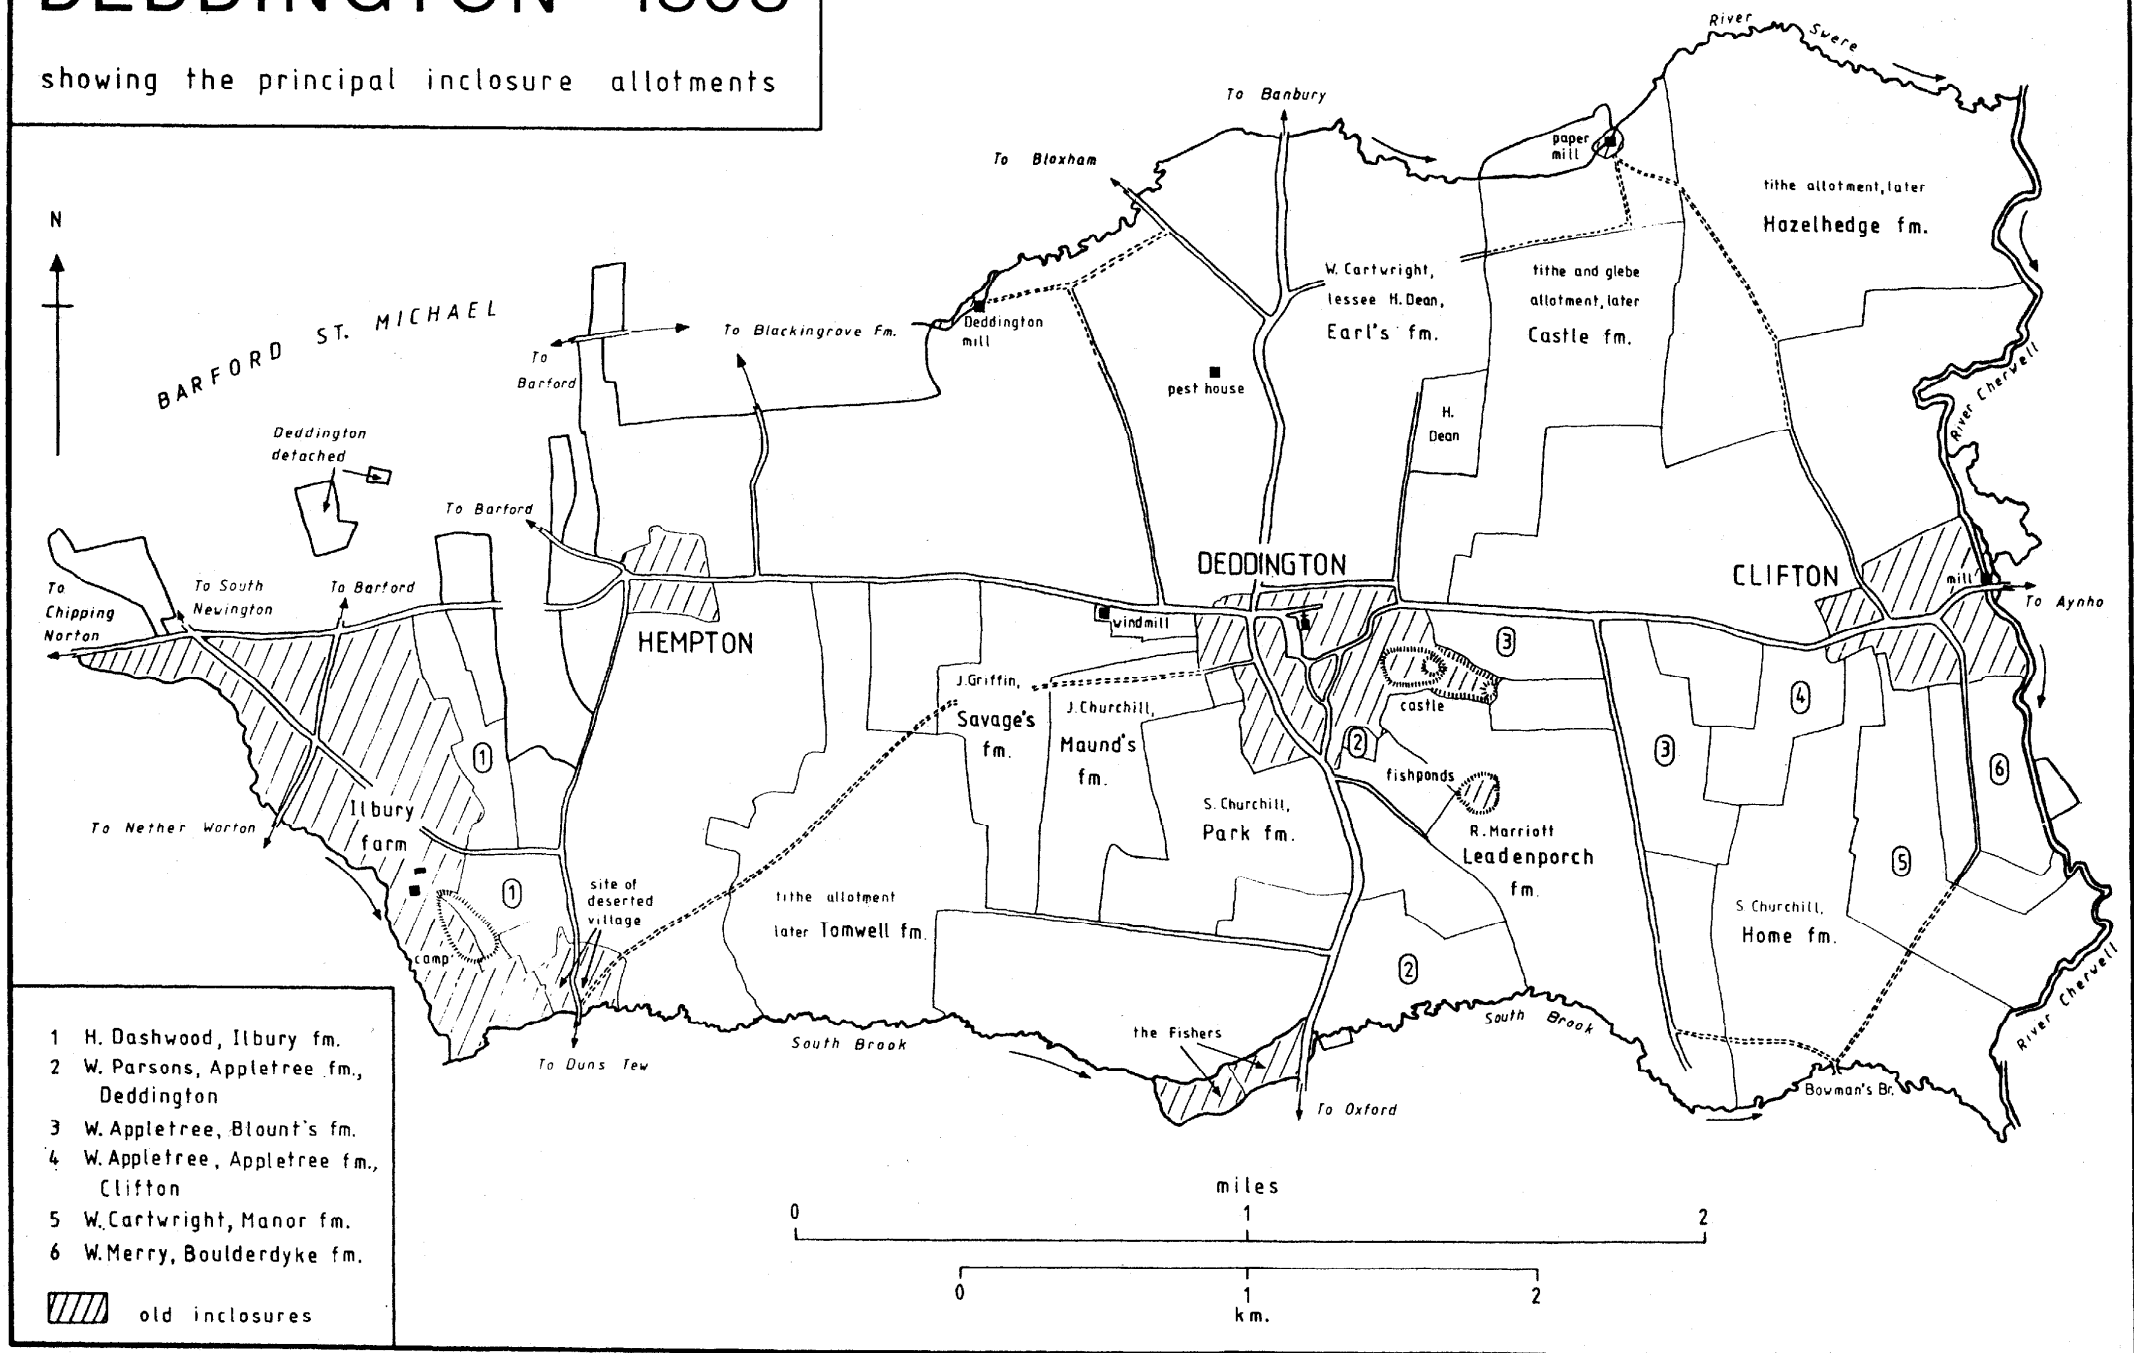 DEDDINGTON 1808
showing the principal inclosure allotments
N
BARFORD ST. MICHAEL
Deddington
detached
To
Chipping
Norton
To South
Newington
To Barford
To Barford
To
Barford
To Blackingrove Fm.
To Bloxham
To Banbury
River Swere
paper
mill
tithe allotment, later
Hazelhedge fm.
W. Cartwright,
lessee H. Dean,
Earl's fm.
tithe and glebe
allotment, later
Castle fm.
Deddington
mill
pest house
H.
Dean
River Cherwell
DEDDINGTON
CLIFTON
mill
To Aynho
HEMPTON
windmill
3
castle
J. Griffin,
Savage's
fm.
J. Churchill,
Maund's
fm.
2
4
3
6
1
fishponds
Ilbury
farm
To Nether Worton
S. Churchill,
Park fm.
R. Marriott
Leadenporch
fm.
5
1
site of
deserted
village
tithe allotment
later Tomwell fm.
S. Churchill,
Home fm.
camp
2
River Cherwell
South Brook
South Brook
the Fishers
To Duns Tew
Bowman's Br.
To Oxford
1 H. Dashwood, Ilbury fm.
2 W. Parsons, Appletree fm.,
Deddington
3 W. Appletree, Blount's fm.
4 W. Appletree, Appletree fm.,
Clifton
5 W. Cartwright, Manor fm.
6 W. Merry, Boulderdyke fm.
old inclosures
miles
0 1 2
0 1 2
km.